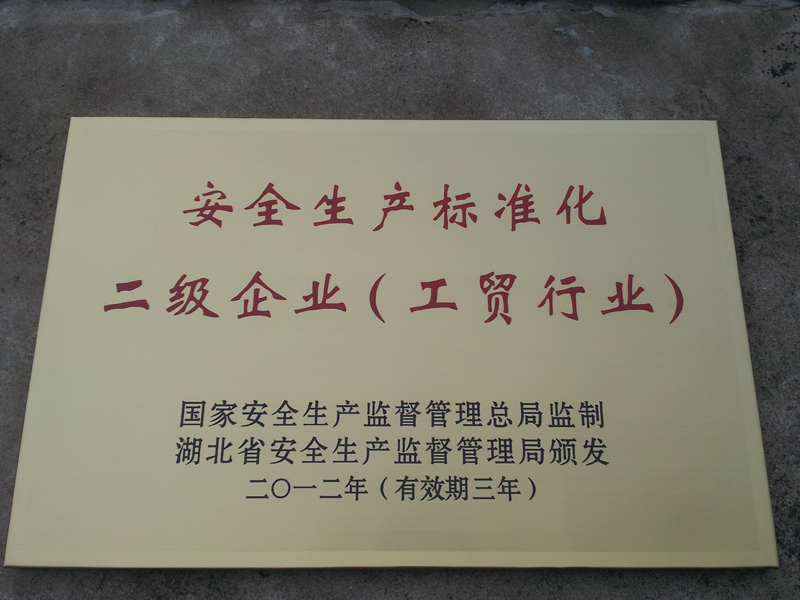 安全生产标准化
二级企业（工贸行业）
国家安全生产监督管理总局监制
湖北省安全生产监督管理局颁发
二〇一二年（有效期三年）